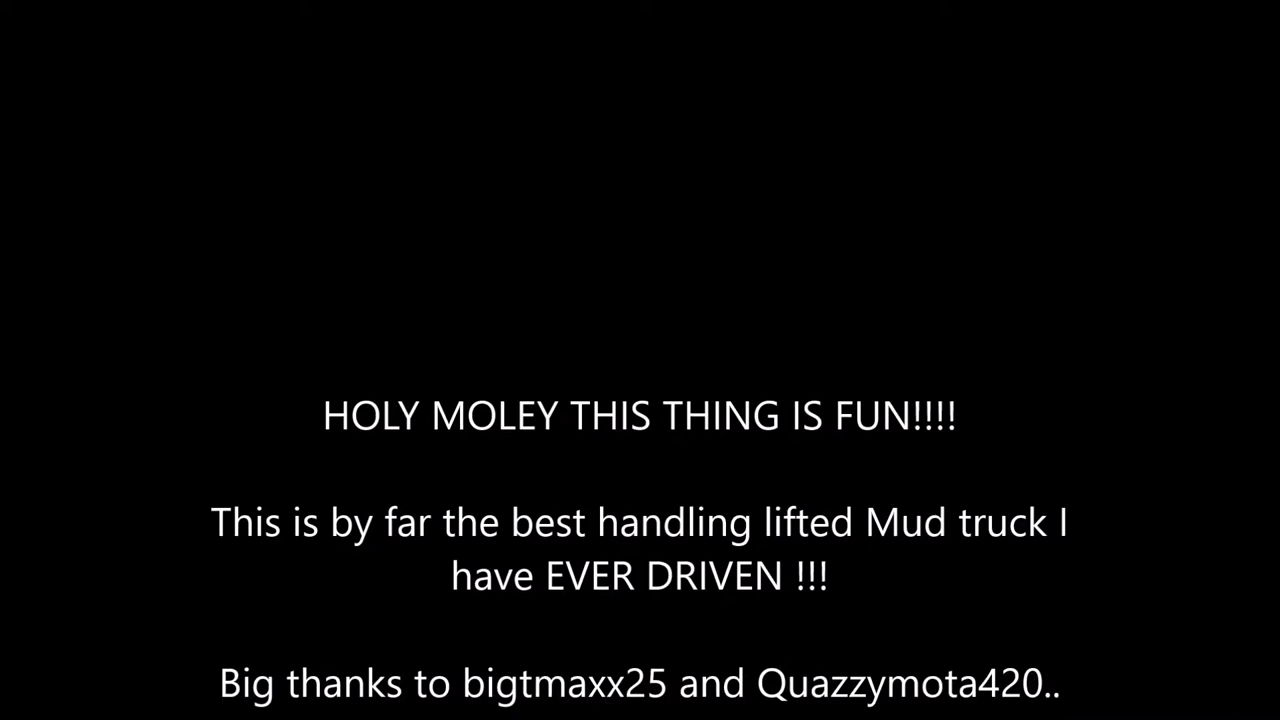 HOLY MOLEY THIS THING IS FUN!!!!
This is by far the best handling lifted Mud truck I
have EVER DRIVEN !!!
Big thanks to bigtmaxx25 and Quazzymota420..